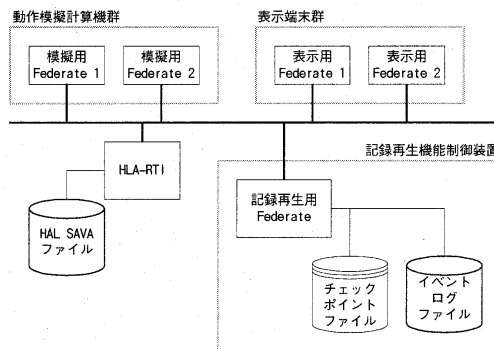 動作模擬計算機群
表示端末群
模擬用
Federate 1
模擬用
Federate 2
表示用
Federate 1
表示用
Federate 2
HLA-RTI
記録再生機能制御装置
HAL SAVA
ファイル
記録再生用
Federate
チェック
ポイント
ファイル
イベント
ログ
ファイル